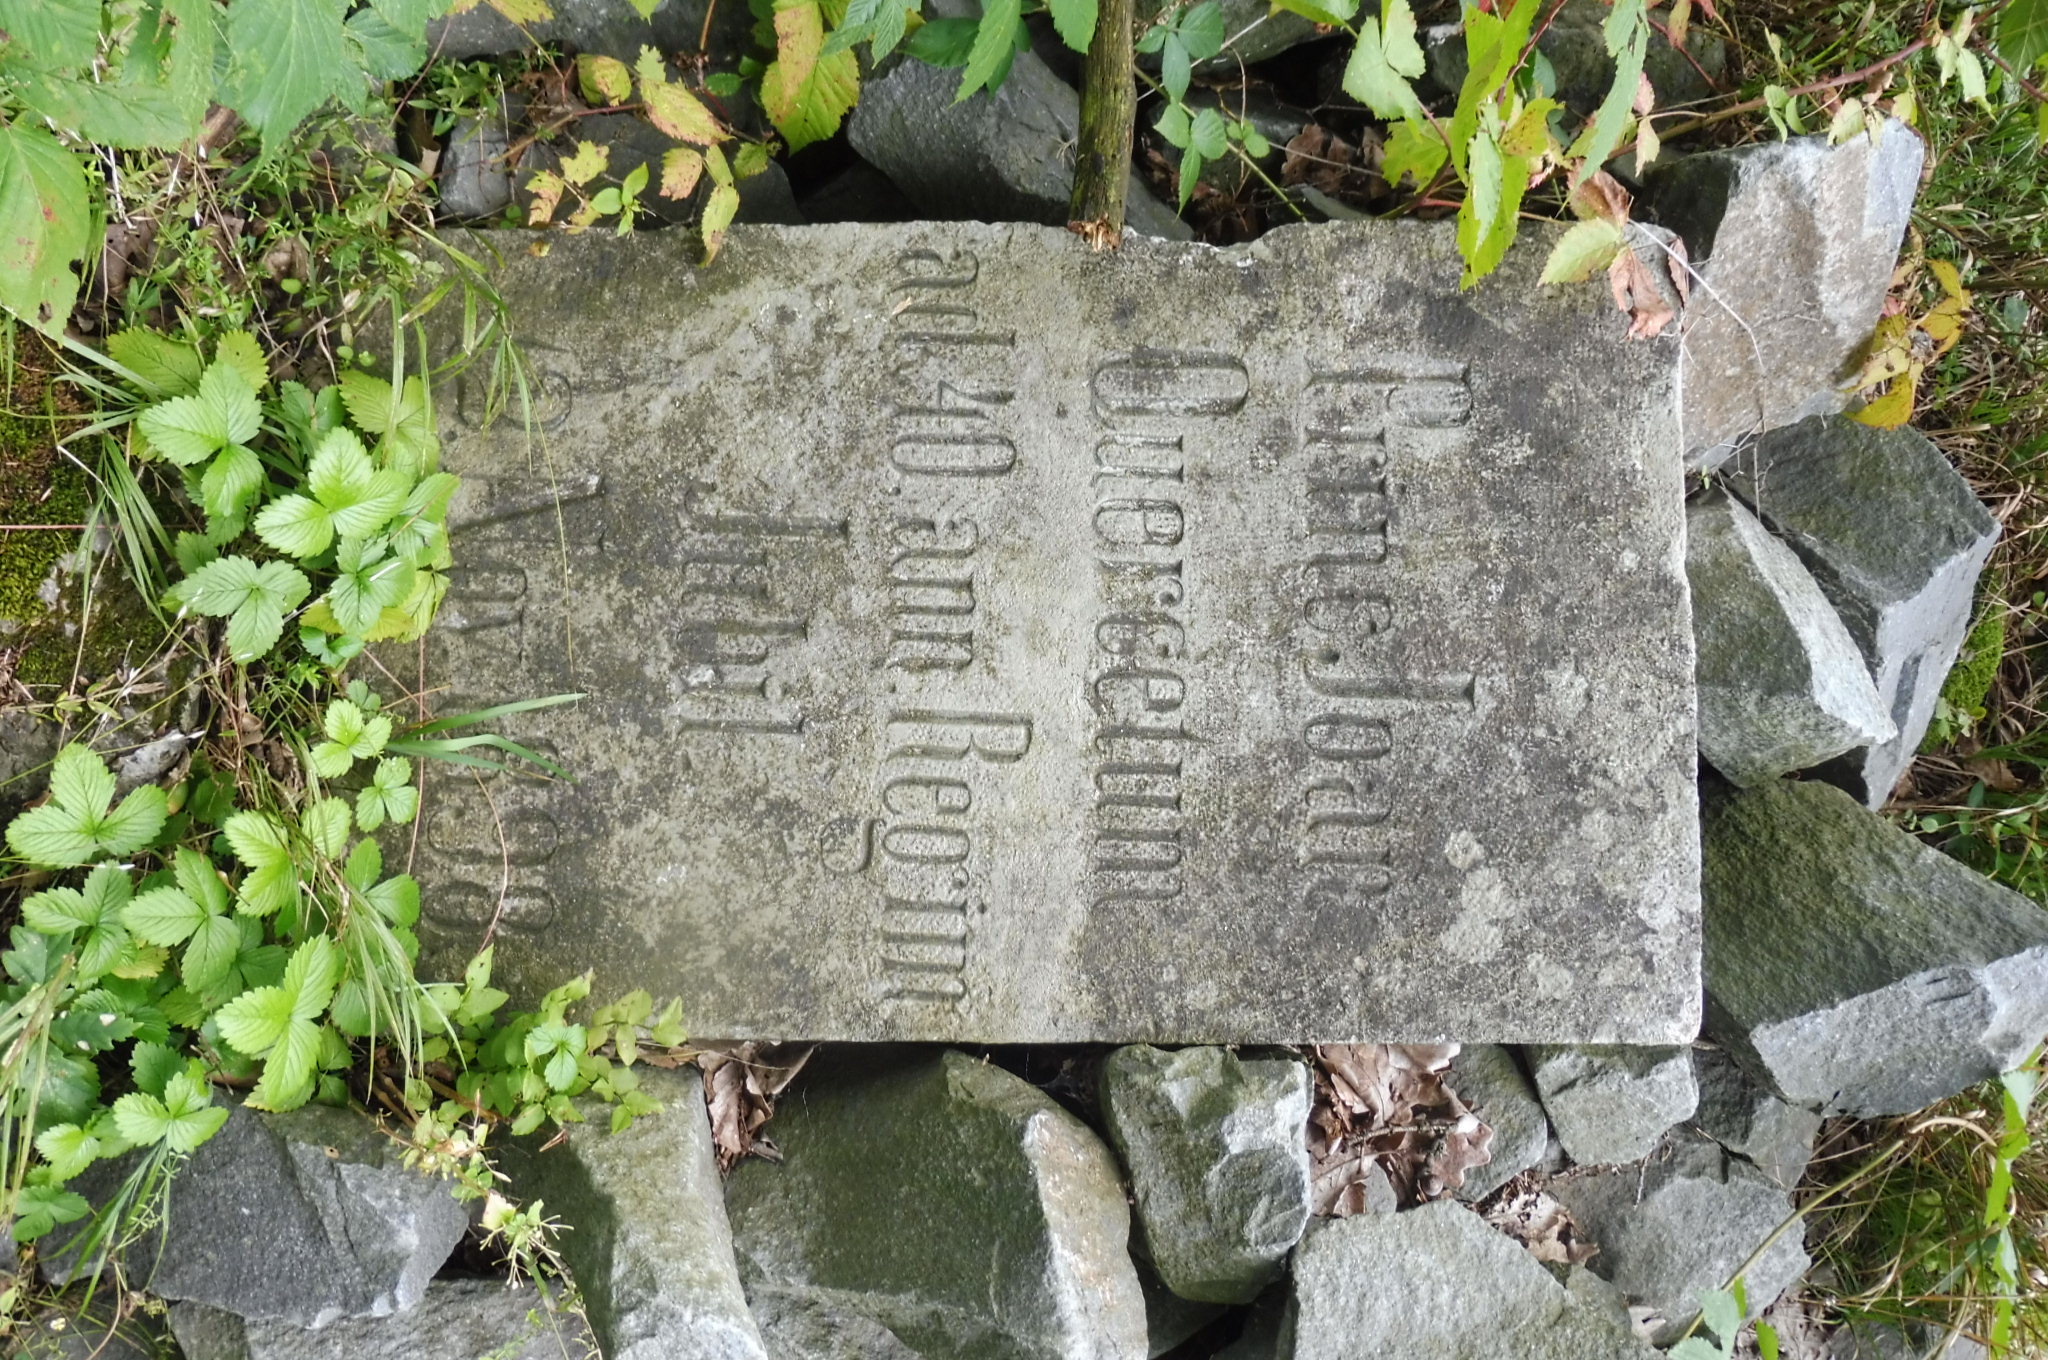 Princ Joan
Quercetum
ad. 40. ann. Regim
Jubil.
12. Nov. 1898.